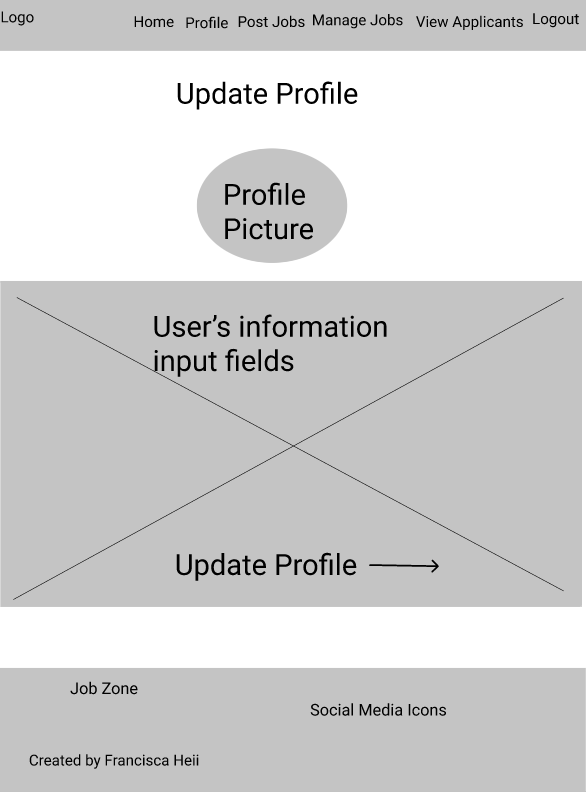 Logo Home Profile Post Jobs Manage Jobs View Applicants Logout
Update Profile
Profile
Picture
User’s information
input fields
Update Profile
Job Zone
Social Media Icons
Created by Francisca Heii